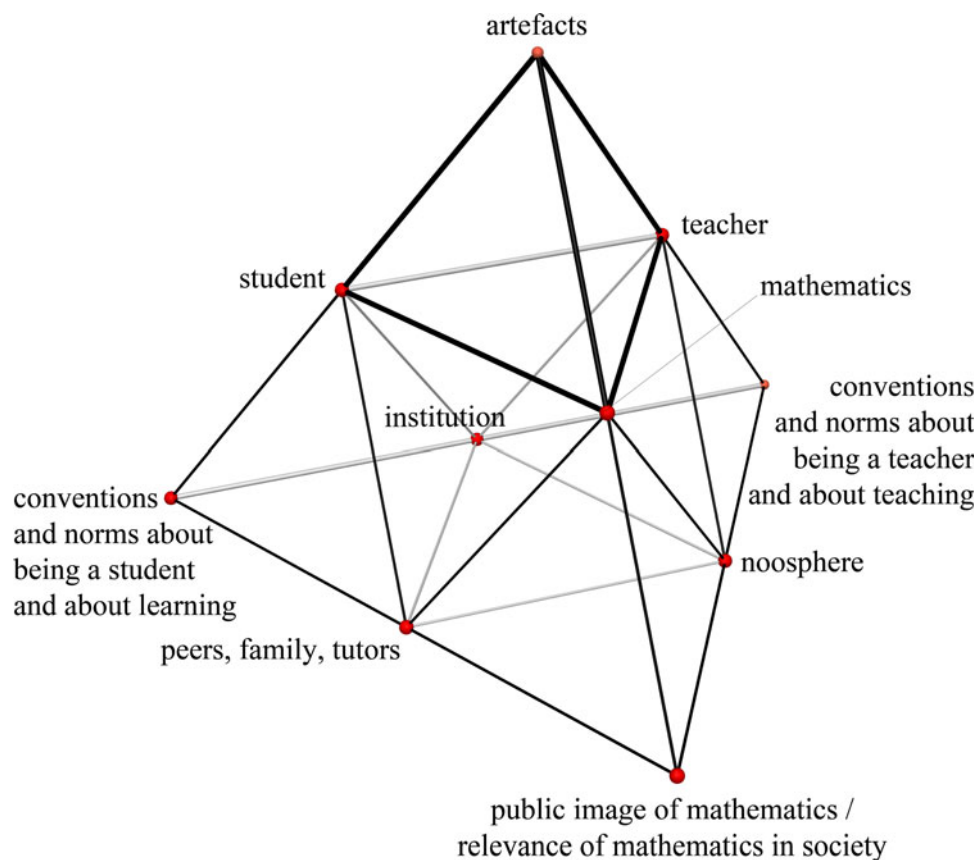 artefacts
teacher
student
mathematics
institution
conventions
and norms about
being a teacher
and about teaching
conventions
and norms about
being a student
and about learning
noosphere
peers, family, tutors
public image of mathematics /
relevance of mathematics in society